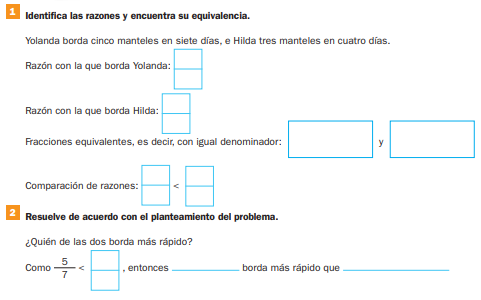 1 Identifica las razones y encuentra su equivalencia.
Yolanda borda cinco manteles en siete días, e Hilda tres manteles en cuatro días.
Razón con la que borda Yolanda:
Razón con la que borda Hilda:
Fracciones equivalentes, es decir, con igual denominador: y
Comparación de razones: <
2 Resuelve de acuerdo con el planteamiento del problema.
¿Quién de las dos borda más rápido?
Como 5/7 < , entonces ____________ borda más rápido que ____________________